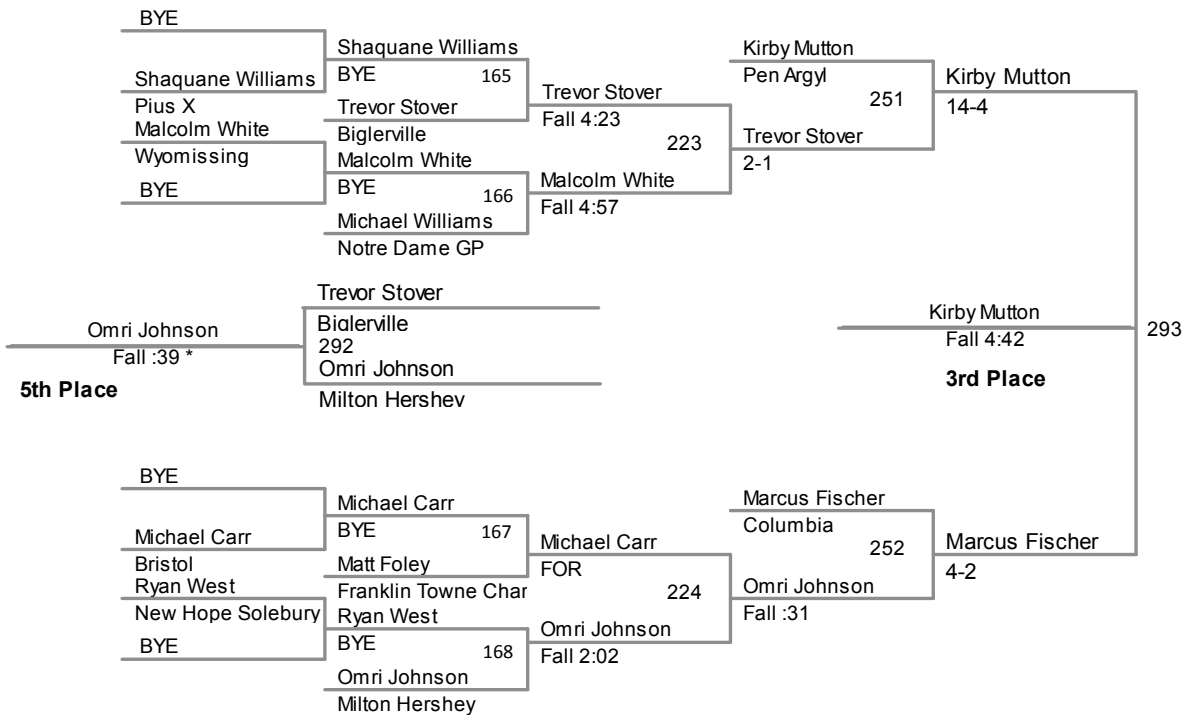 BYE
Shaquane Williams
Pius X
Malcolm White
Wyomissing
BYE
Shaquane Williams
BYE
165
Trevor Stover
Biglerville
Malcolm White
BYE
166
Michael Williams
Notre Dame GP
Trevor Stover
Fall 4:23
223
Malcolm White
Fall 4:57
Kirby Mutton
Pen Argyl
251
Trevor Stover
2-1
Kirby Mutton
14-4
Trevor Stover
Biglerville
292
Omri Johnson
Milton Hershey
Omri Johnson
Fall :39 *
5th Place
Kirby Mutton
Fall 4:42
3rd Place
293
BYE
Michael Carr
Bristol
Ryan West
New Hope Solebury
BYE
Michael Carr
BYE
167
Matt Foley
Franklin Towne Char
Ryan West
BYE
168
Omri Johnson
Milton Hershey
Michael Carr
FOR
224
Omri Johnson
Fall 2:02
Marcus Fischer
Columbia
252
Omri Johnson
Fall :31
Marcus Fischer
4-2